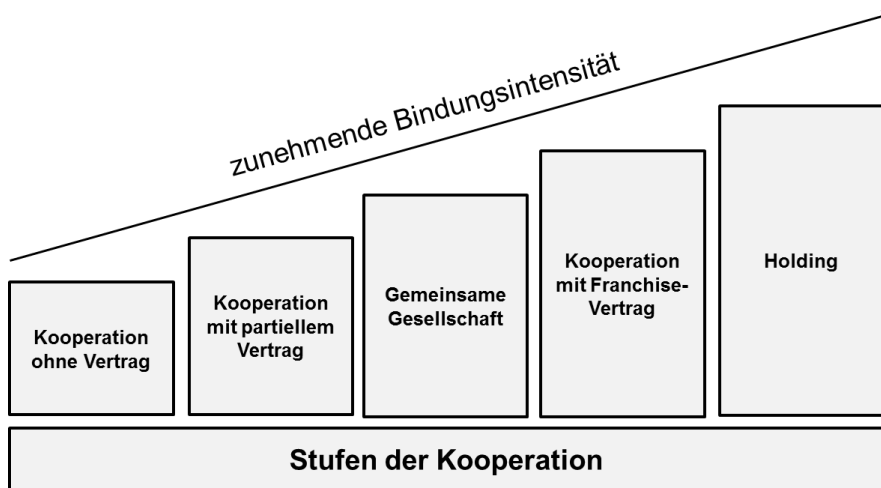 zunehmende Bindungsintensität
Kooperation
ohne Vertrag
Kooperation
mit partiellem
Vertrag
Gemeinsame
Gesellschaft
Kooperation
mit Franchise-
Vertrag
Holding
Stufen der Kooperation